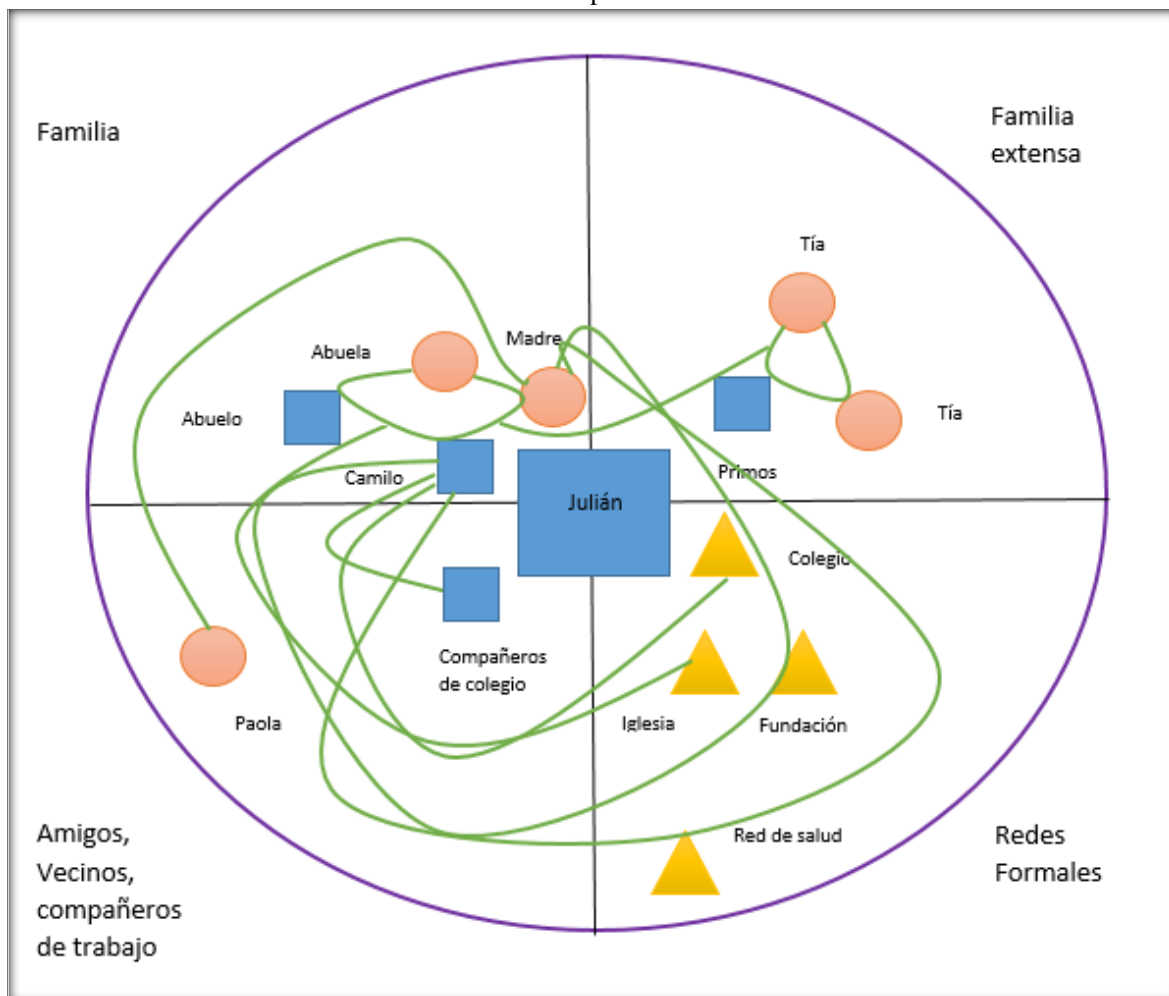 Familia
Familia
extensa
Tía
Madre
Abuela
Abuelo
Tía
Camilo
Primos
Julián
Colegio
Compañeros
de colegio
Paola
Iglesia
Fundación
Red de salud
Amigos,
Vecinos,
compañeros
de trabajo
Redes
Formales